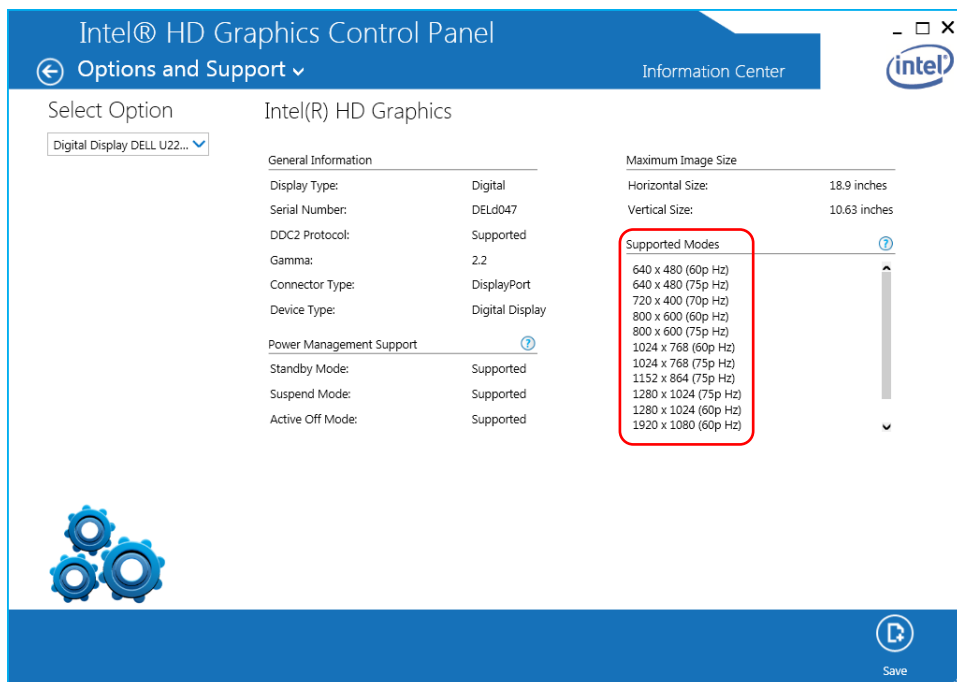 Intel® HD Graphics Control Panel
Options and Support
Information Center
intel
Select Option
Digital Display DELL U22...
Intel(R) HD Graphics
General Information
Display Type: Digital
Serial Number: DELd047
DDC2 Protocol: Supported
Gamma: 2.2
Connector Type: DisplayPort
Device Type: Digital Display
Power Management Support ?
Standby Mode: Supported
Suspend Mode: Supported
Active Off Mode: Supported
Maximum Image Size
Horizontal Size: 18.9 inches
Vertical Size: 10.63 inches
Supported Modes ?
640 x 480 (60p Hz)
640 x 480 (75p Hz)
720 x 400 (70p Hz)
800 x 600 (60p Hz)
800 x 600 (75p Hz)
1024 x 768 (60p Hz)
1024 x 768 (75p Hz)
1152 x 864 (75p Hz)
1280 x 1024 (75p Hz)
1280 x 1024 (60p Hz)
1920 x 1080 (60p Hz)
Save